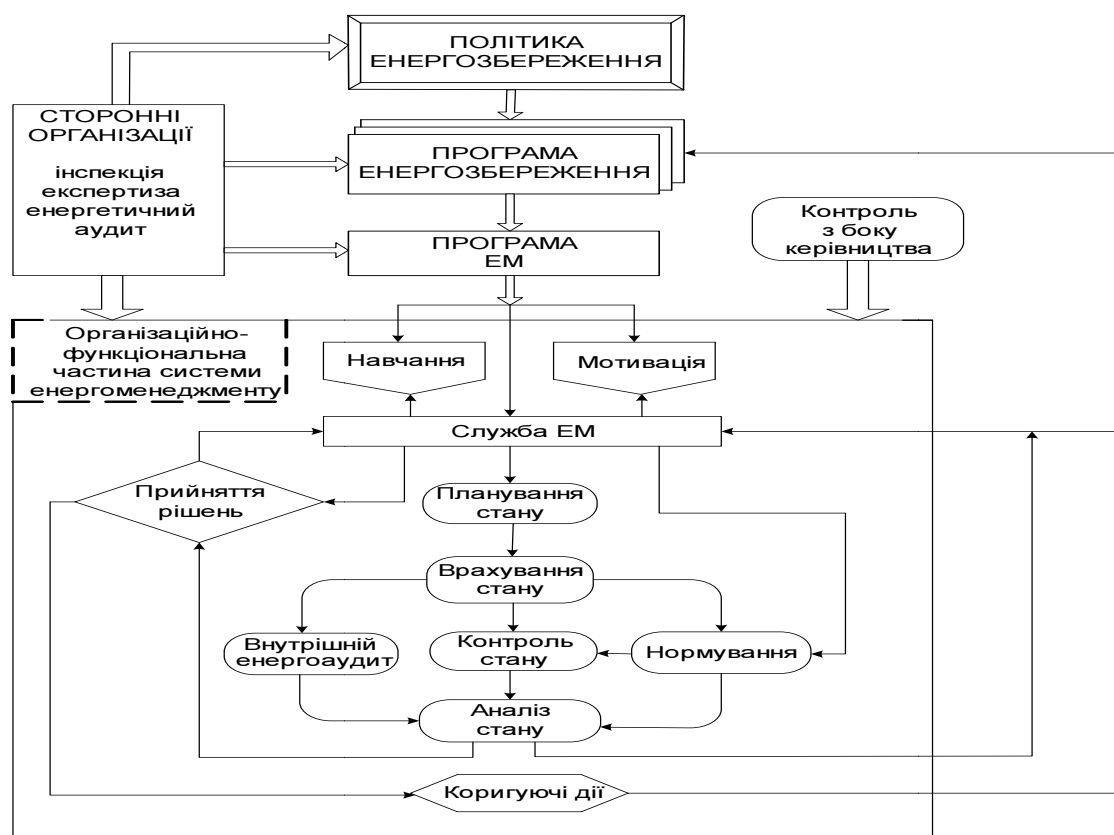 ПОЛІТИКА
ЕНЕРГОЗБЕРЕЖЕННЯ
СТОРОННІ
ОРГАНІЗАЦІЇ
інспекція
експертиза
енергетичний
аудит
ПРОГРАМА
ЕНЕРГОЗБЕРЕЖЕННЯ
ПРОГРАМА
ЕМ
Контроль
з боку
керівництва
Організаційно-
функціональна
частина системи
енергоменеджменту
Навчання
Мотивація
Служба ЕМ
Прийняття
рішень
Планування
стану
Врахування
стану
Внутрішній
енергоаудит
Контроль
стану
Нормування
Аналіз
стану
Коригуючі дії